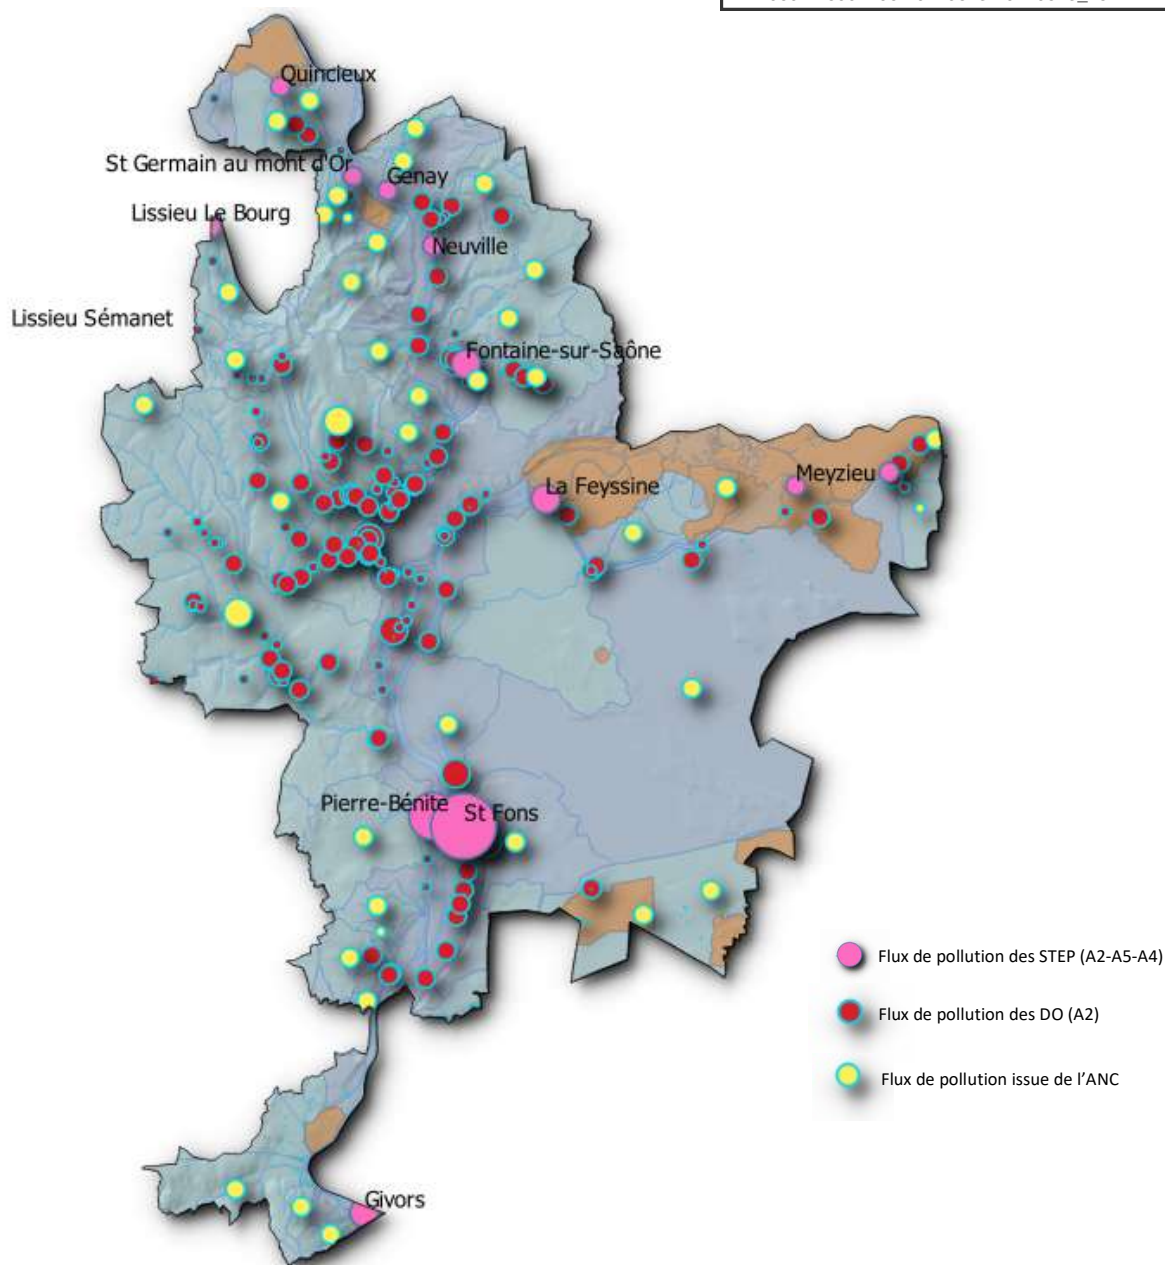 Quincieux
St Germain au mont d'Or
Genay
Lissieu Le Bourg
Neuville
Lissieu Sémanet
Fontaine-sur-Saône
Meyzieu
La Feyssine
Pierre-Bénite
St Fons
Flux de pollution des STEP (A2-A5-A4)
Flux de pollution des DO (A2)
Flux de pollution issue de l'ANC
Givors